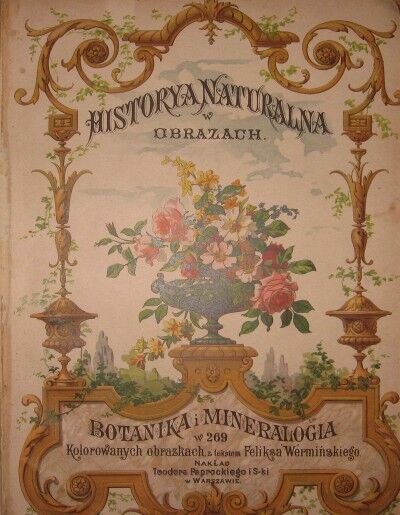 HISTORYA NATURALNA
W
OBRAZACH.
BOTANIKA i MINERALOGIA
w 269
Kolorowanych obrazkach, z tekstem Feliksa Wermińskiego.
NAKŁAD
Teodora Paprockiego i S-ki
w WARSZAWIE.